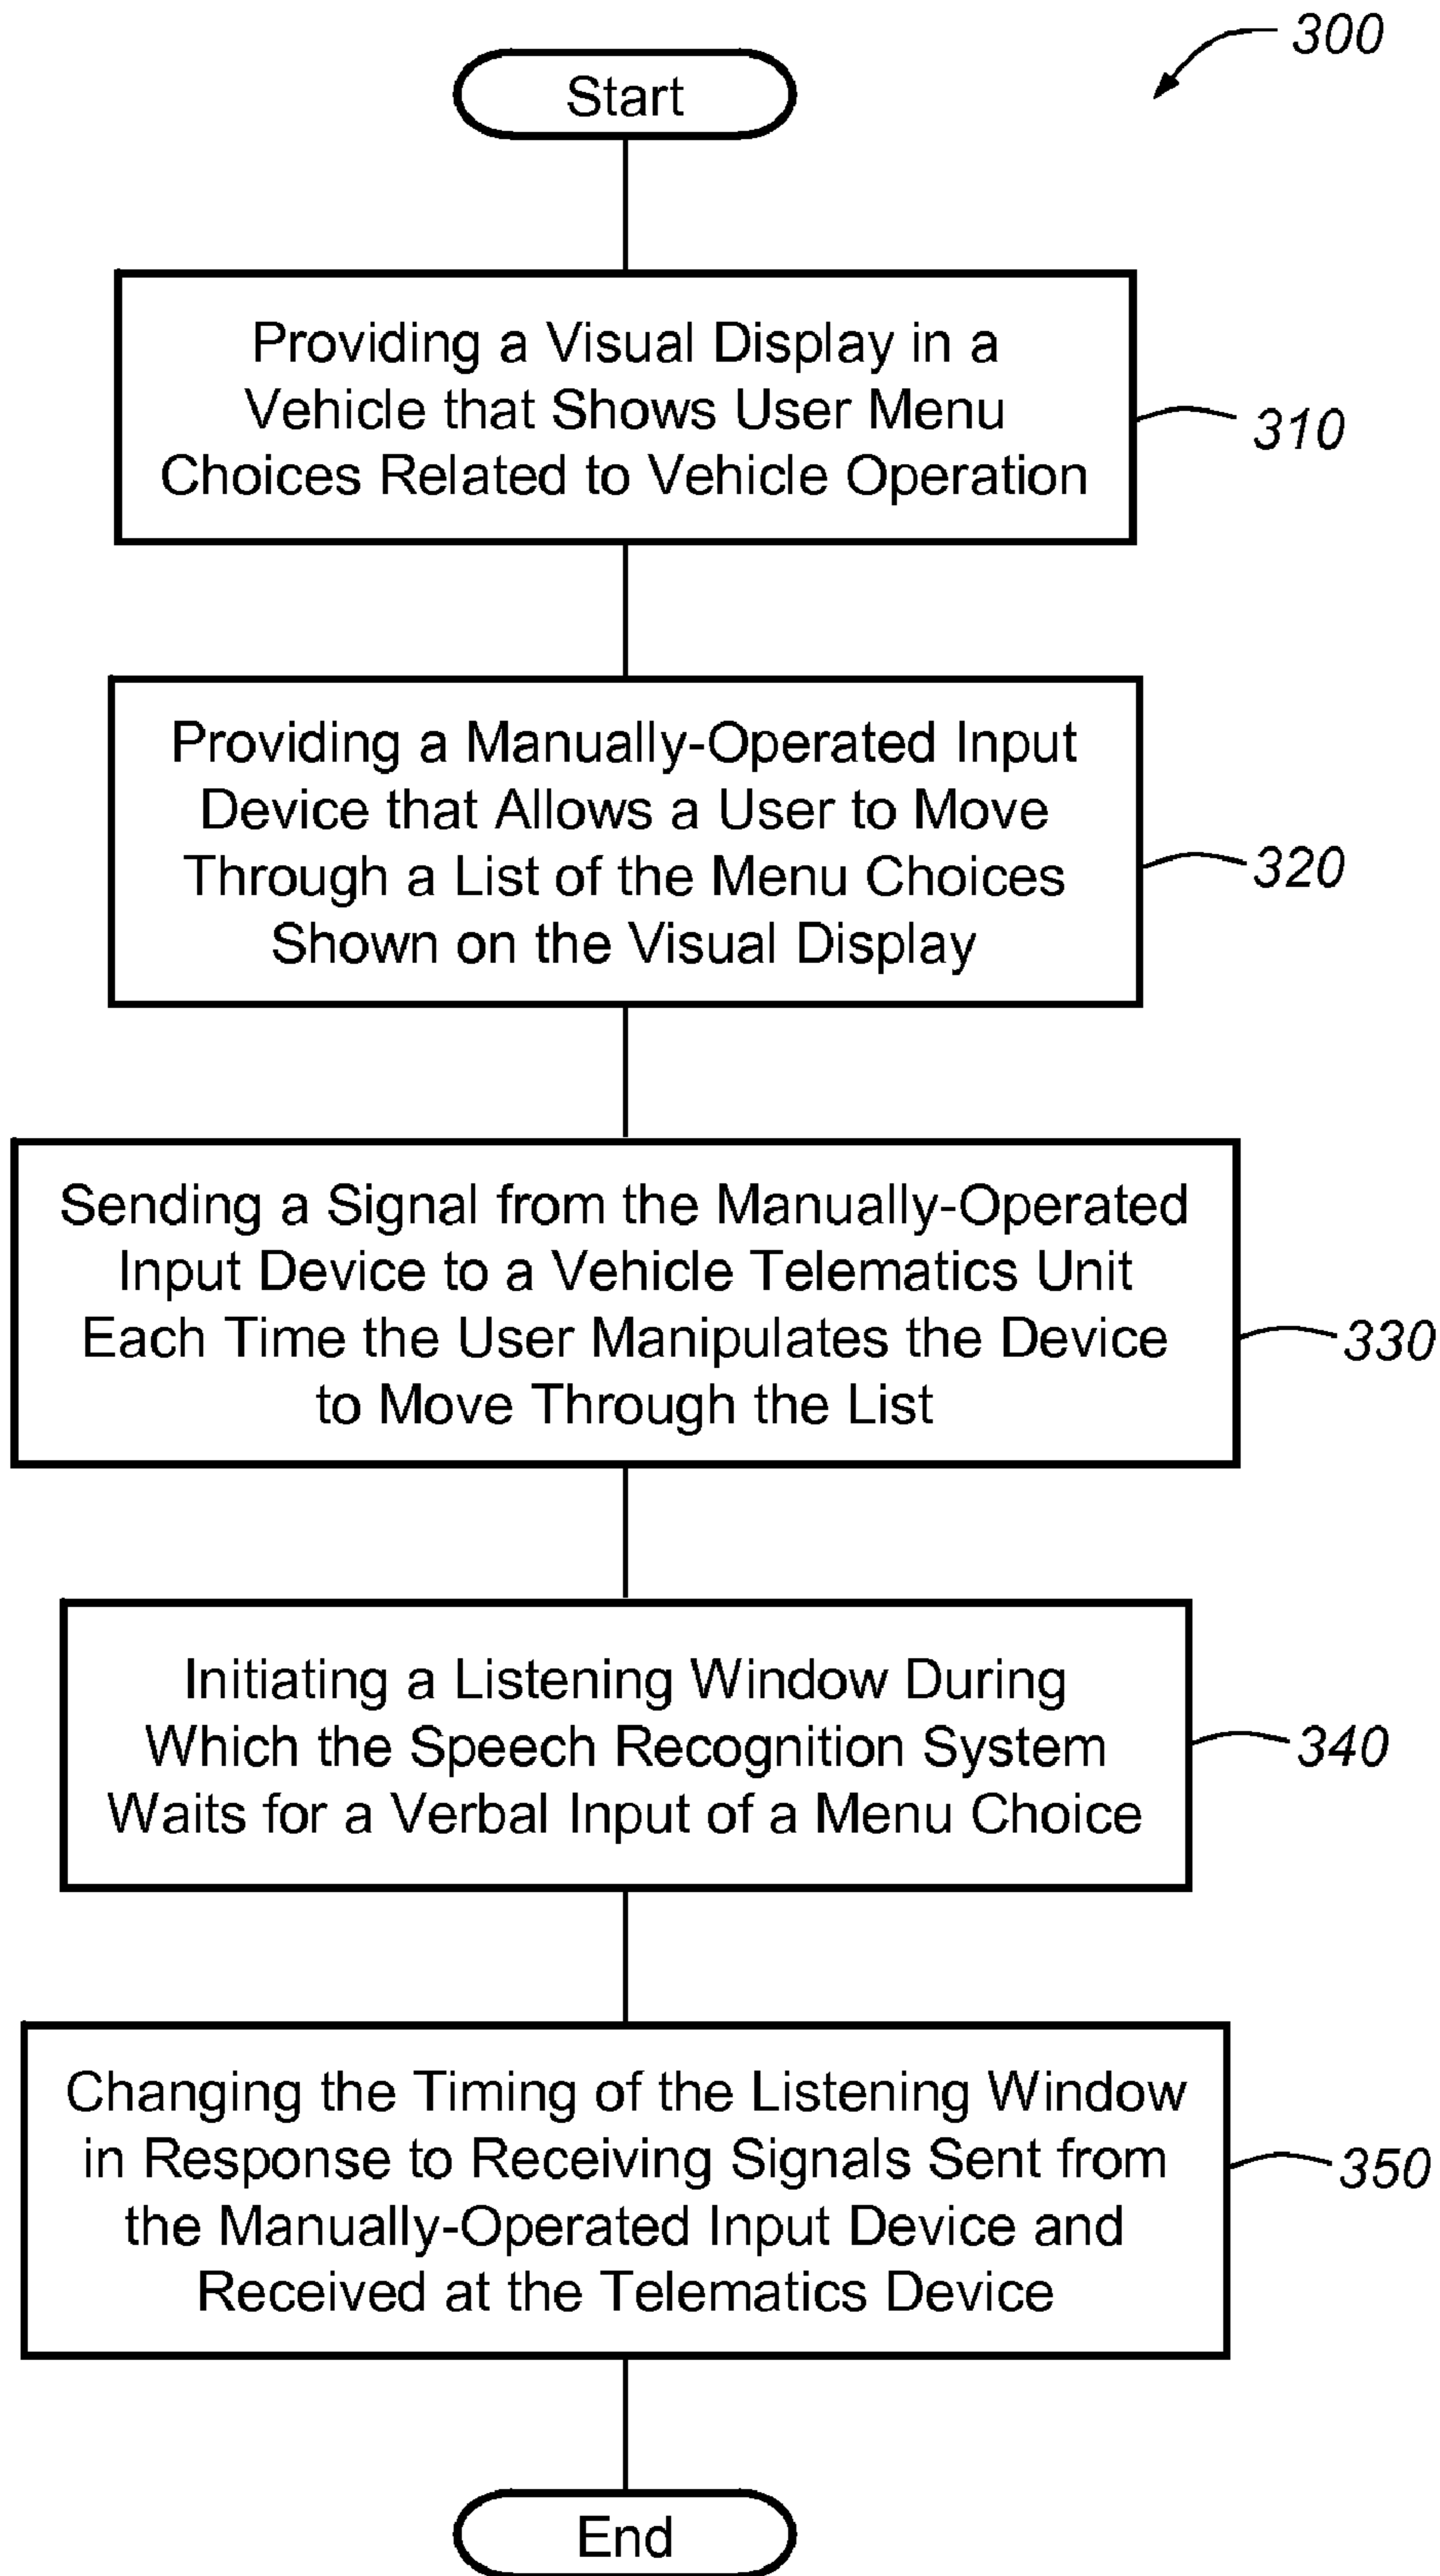 300
Start
Providing a Visual Display in a
Vehicle that Shows User Menu
Choices Related to Vehicle Operation
310
Providing a Manually-Operated Input
Device that Allows a User to Move
Through a List of the Menu Choices
Shown on the Visual Display
320
Sending a Signal from the Manually-Operated
Input Device to a Vehicle Telematics Unit
Each Time the User Manipulates the Device
to Move Through the List
330
Initiating a Listening Window During
Which the Speech Recognition System
Waits for a Verbal Input of a Menu Choice
340
Changing the Timing of the Listening Window
in Response to Receiving Signals Sent from
the Manually-Operated Input Device and
Received at the Telematics Device
350
End